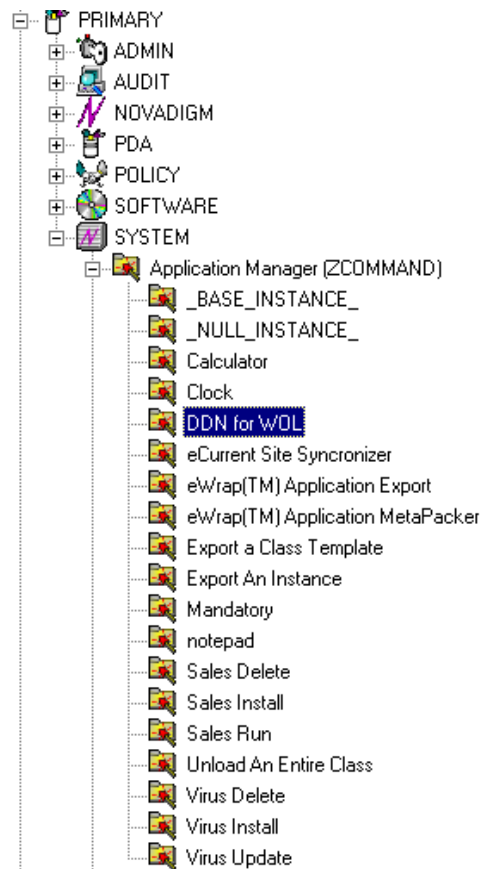 PRIMARY
ADMIN
AUDIT
NOVADIGM
PDA
POLICY
SOFTWARE
SYSTEM
Application Manager (ZCOMMAND)
_BASE_INSTANCE_
_NULL_INSTANCE_
Calculator
Clock
DDN for WOL
eCurrent Site Syncronizer
eWrap(TM) Application Export
eWrap(TM) Application MetaPacker
Export a Class Template
Export An Instance
Mandatory
notepad
Sales Delete
Sales Install
Sales Run
Unload An Entire Class
Virus Delete
Virus Install
Virus Update